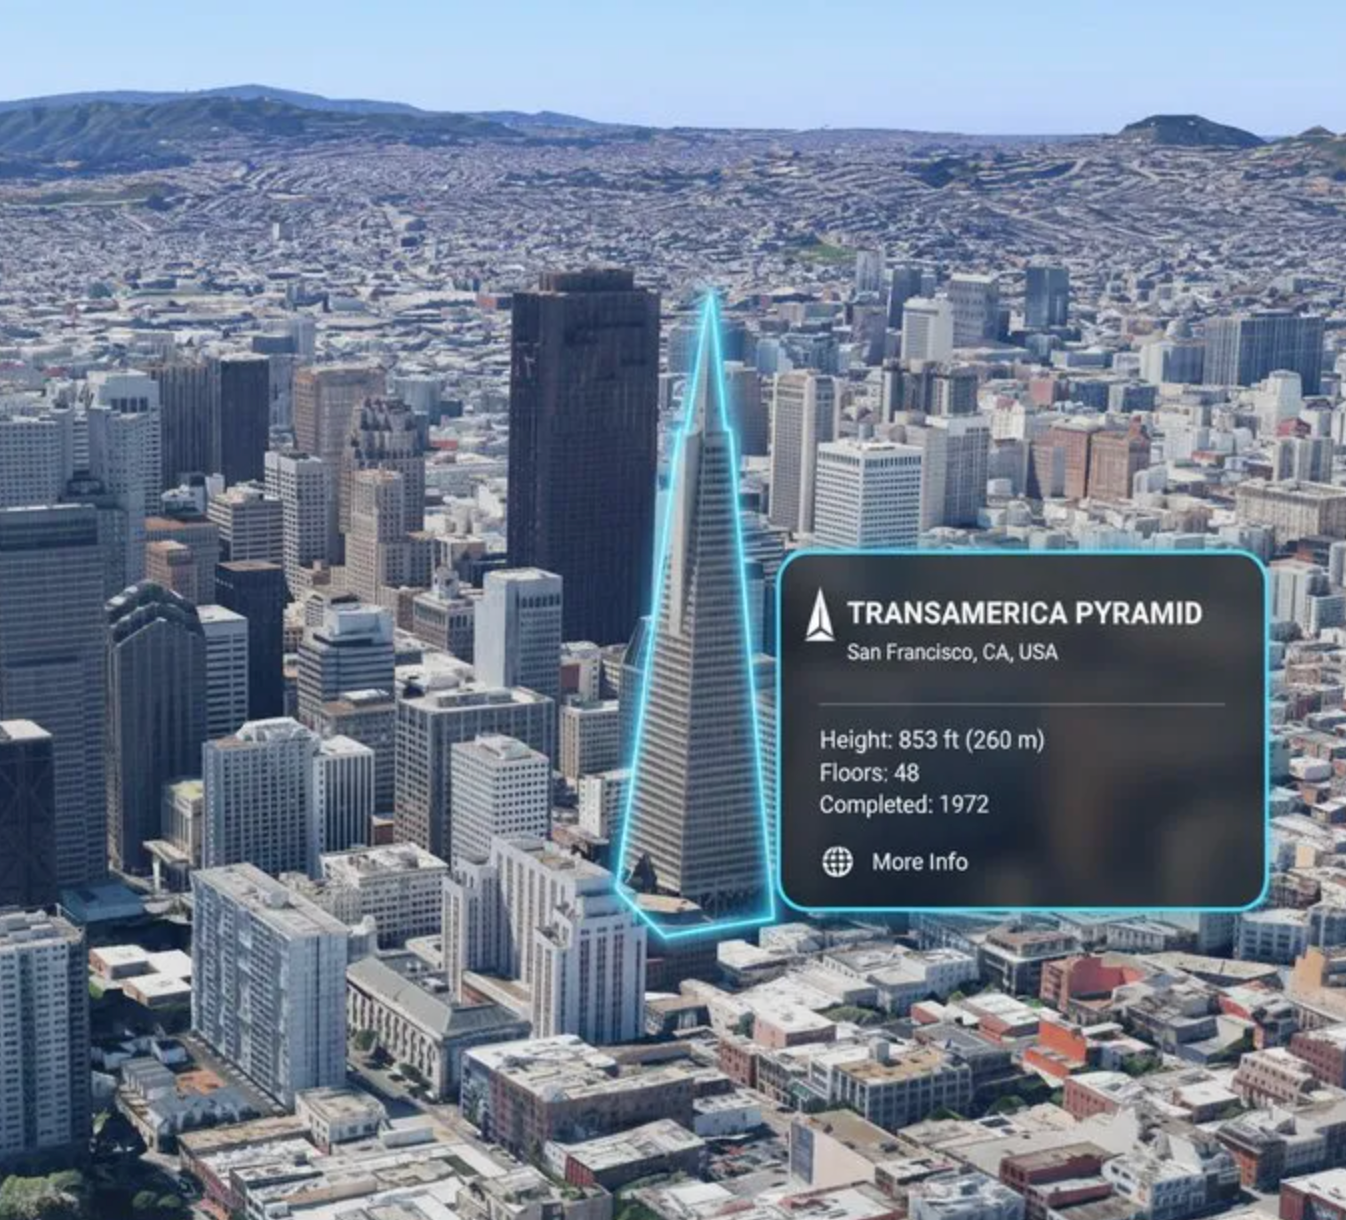 TRANSAMERICA PYRAMID
San Francisco, CA, USA
Height: 853 ft (260 m)
Floors: 48
Completed: 1972
More Info